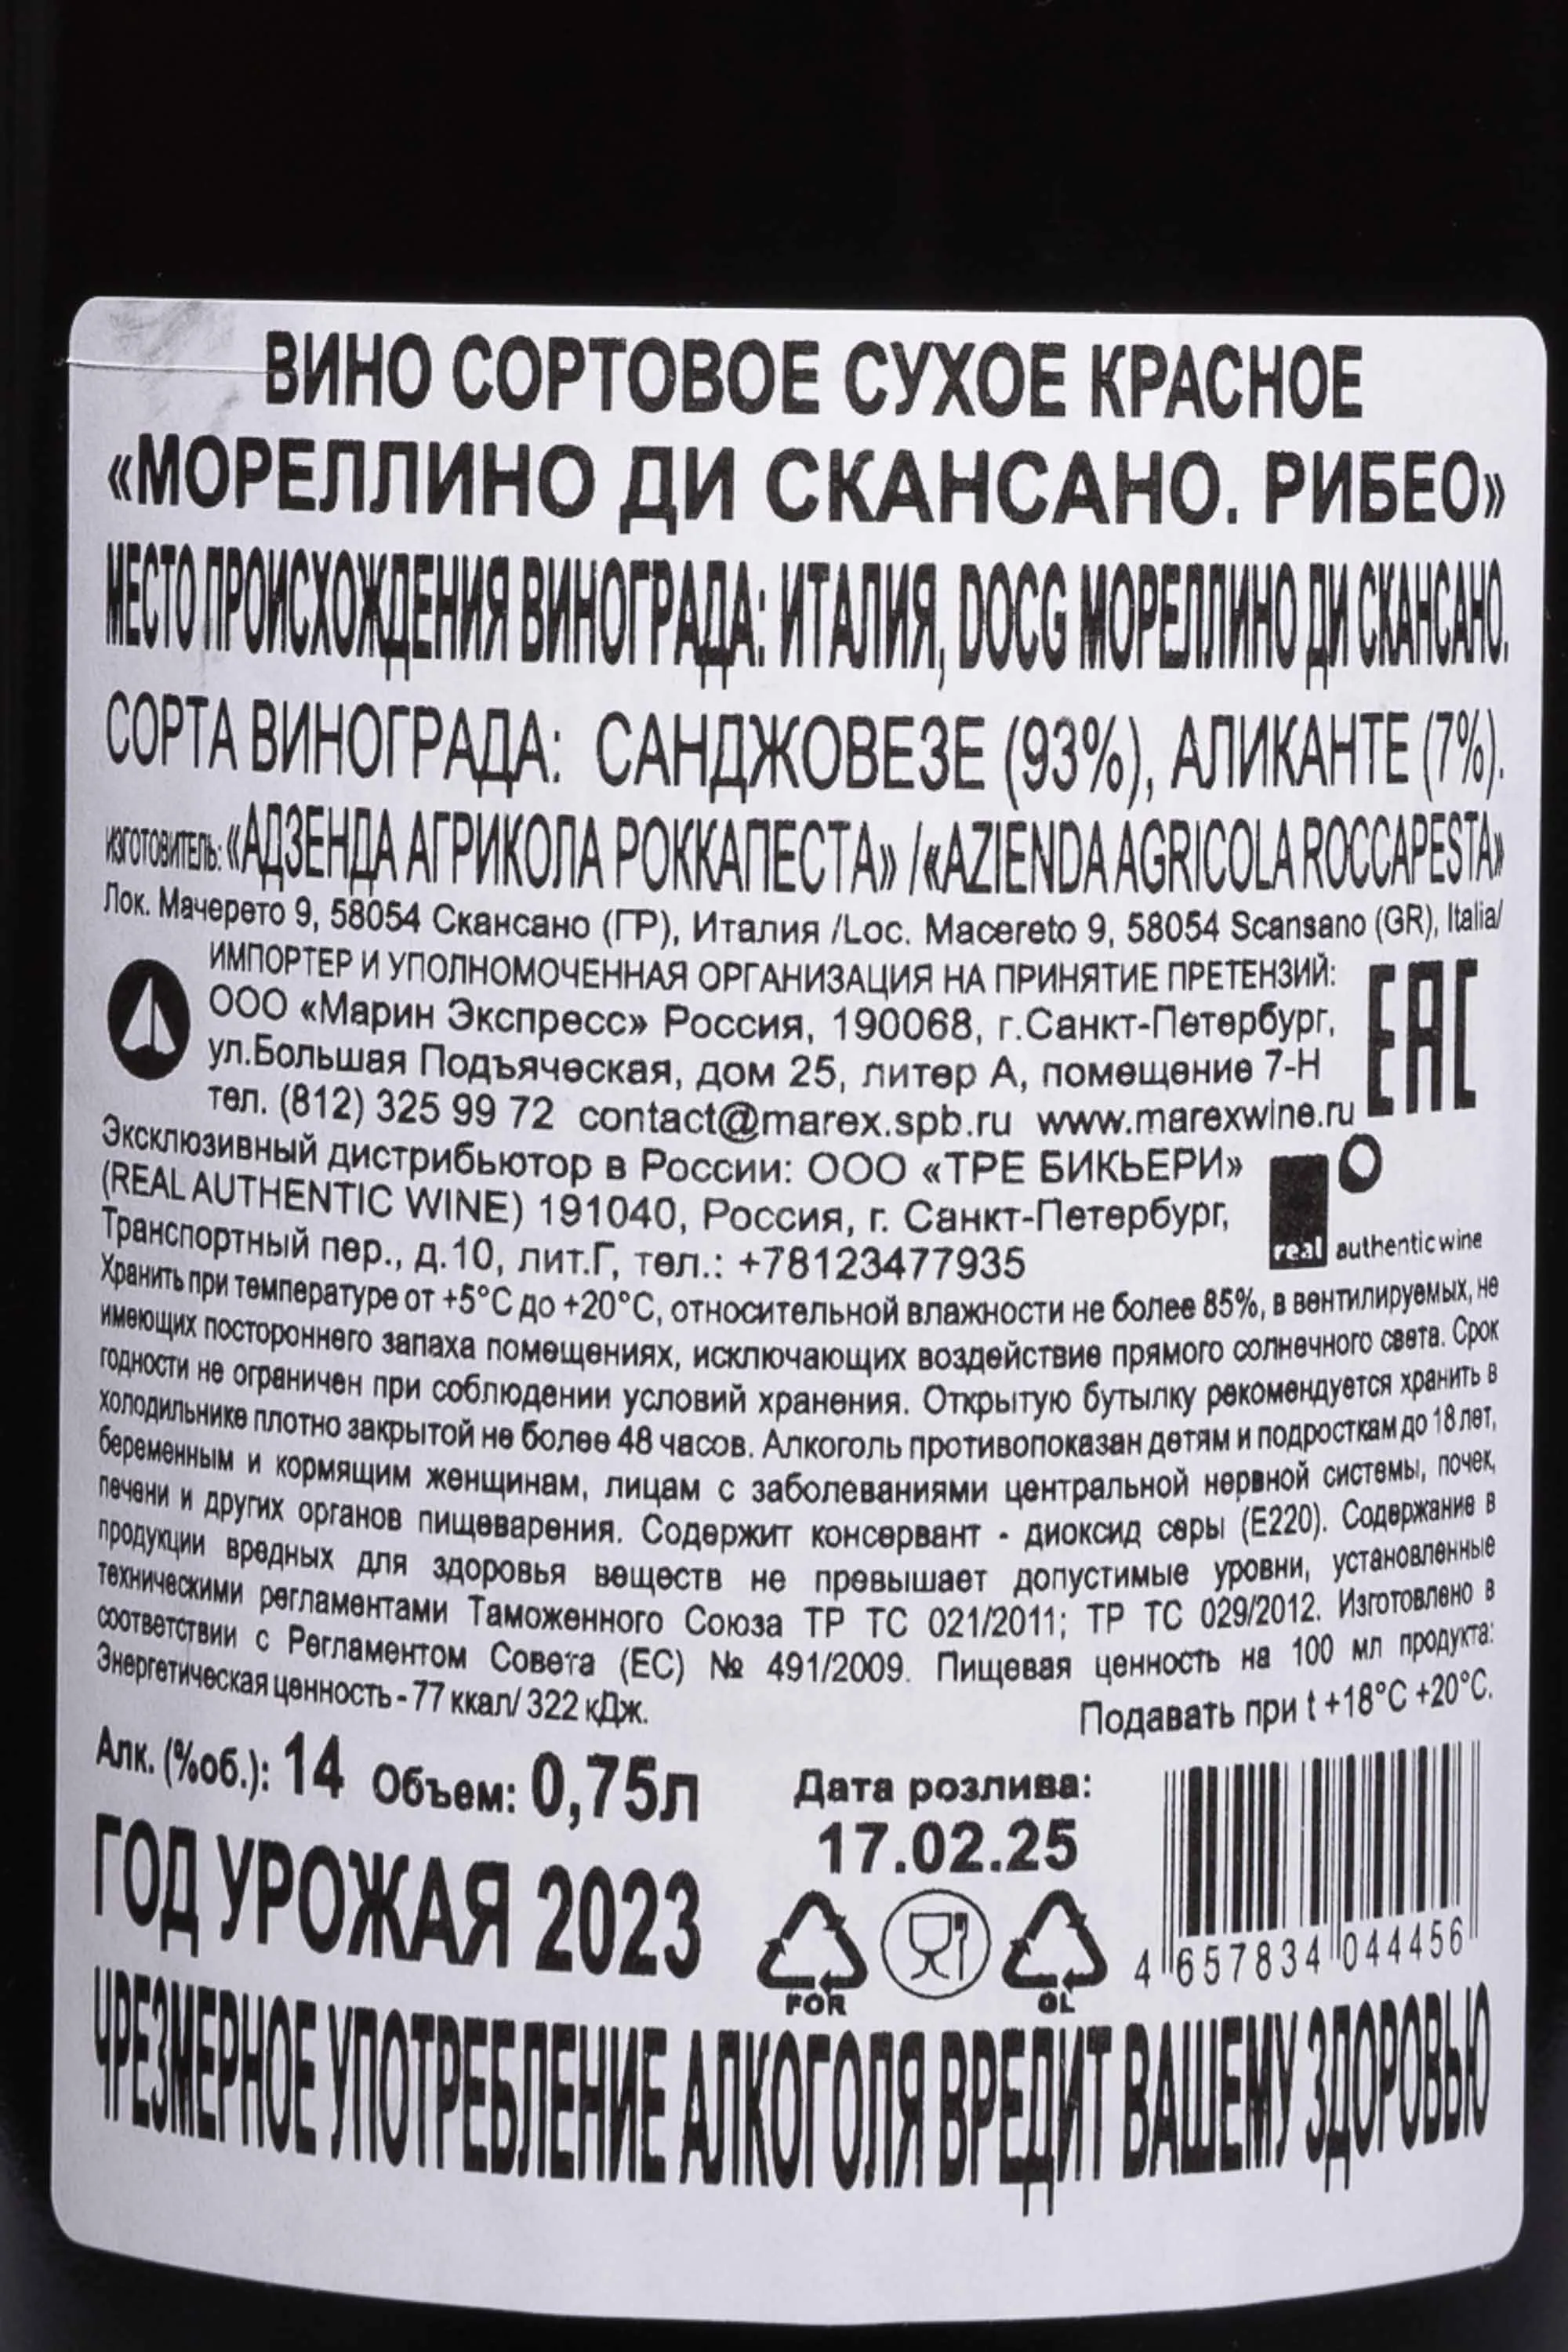 ВИНО СОРТОВОЕ СУХОЕ КРАСНОЕ
«МОРЕЛЛИНО ДИ СКАНСАНО. РИБЕО»
МЕСТО ПРОИСХОЖДЕНИЯ ВИНОГРАДА: ИТАЛИЯ, DOCG МОРЕЛЛИНО ДИ СКАНСАНО.
СОРТА ВИНОГРАДА: САНДЖОВЕЗЕ (93%), АЛИКАНТЕ (7%).
ИЗГОТОВИТЕЛЬ: «АДЗЕНДА АГРИКОЛА РОККАПЕСТА» /«AZIENDA AGRICOLA ROCCAPESTA»
Лок. Мачерето 9, 58054 Скансано (ГР), Италия /Loc. Macereto 9, 58054 Scansano (GR), Italia/
ИМПОРТЕР И УПОЛНОМОЧЕННАЯ ОРГАНИЗАЦИЯ НА ПРИНЯТИЕ ПРЕТЕНЗИЙ:
ООО «Марин Экспресс» Россия, 190068, г.Санкт-Петербург,
ул.Большая Подъяческая, дом 25, литер А, помещение 7-Н
тел. (812) 325 99 72 contact@marex.spb.ru www.marexwine.ru
EAC
Эксклюзивный дистрибьютор в России: ООО «ТРЕ БИКЬЕРИ»
(REAL AUTHENTIC WINE) 191040, Россия, г. Санкт-Петербург,
Транспортный пер., д.10, лит.Г, тел.: +78123477935
real authentic wine
Хранить при температуре от +5°С до +20°С, относительной влажности не более 85%, в вентилируемых, не
имеющих постороннего запаха помещениях, исключающих воздействие прямого солнечного света. Срок
годности не ограничен при соблюдении условий хранения. Открытую бутылку рекомендуется хранить в
холодильнике плотно закрытой не более 48 часов. Алкоголь противопоказан детям и подросткам до 18 лет,
беременным и кормящим женщинам, лицам с заболеваниями центральной нервной системы, почек,
печени и других органов пищеварения. Содержит консервант - диоксид серы (Е220). Содержание в
продукции вредных для здоровья веществ не превышает допустимые уровни, установленные
техническими регламентами Таможенного Союза ТР ТС 021/2011; ТР ТС 029/2012. Изготовлено в
соответствии с Регламентом Совета (ЕС) № 491/2009. Пищевая ценность на 100 мл продукта:
Энергетическая ценность - 77 ккал/ 322 кДж.
Подавать при t +18°С +20°С.
Алк. (%об.): 14 Объем: 0,75л
Дата розлива:
17.02.25
ГОД УРОЖАЯ 2023
FOR
GL
4 657834 044456
ЧРЕЗМЕРНОЕ УПОТРЕБЛЕНИЕ АЛКОГОЛЯ ВРЕДИТ ВАШЕМУ ЗДОРОВЬЮ